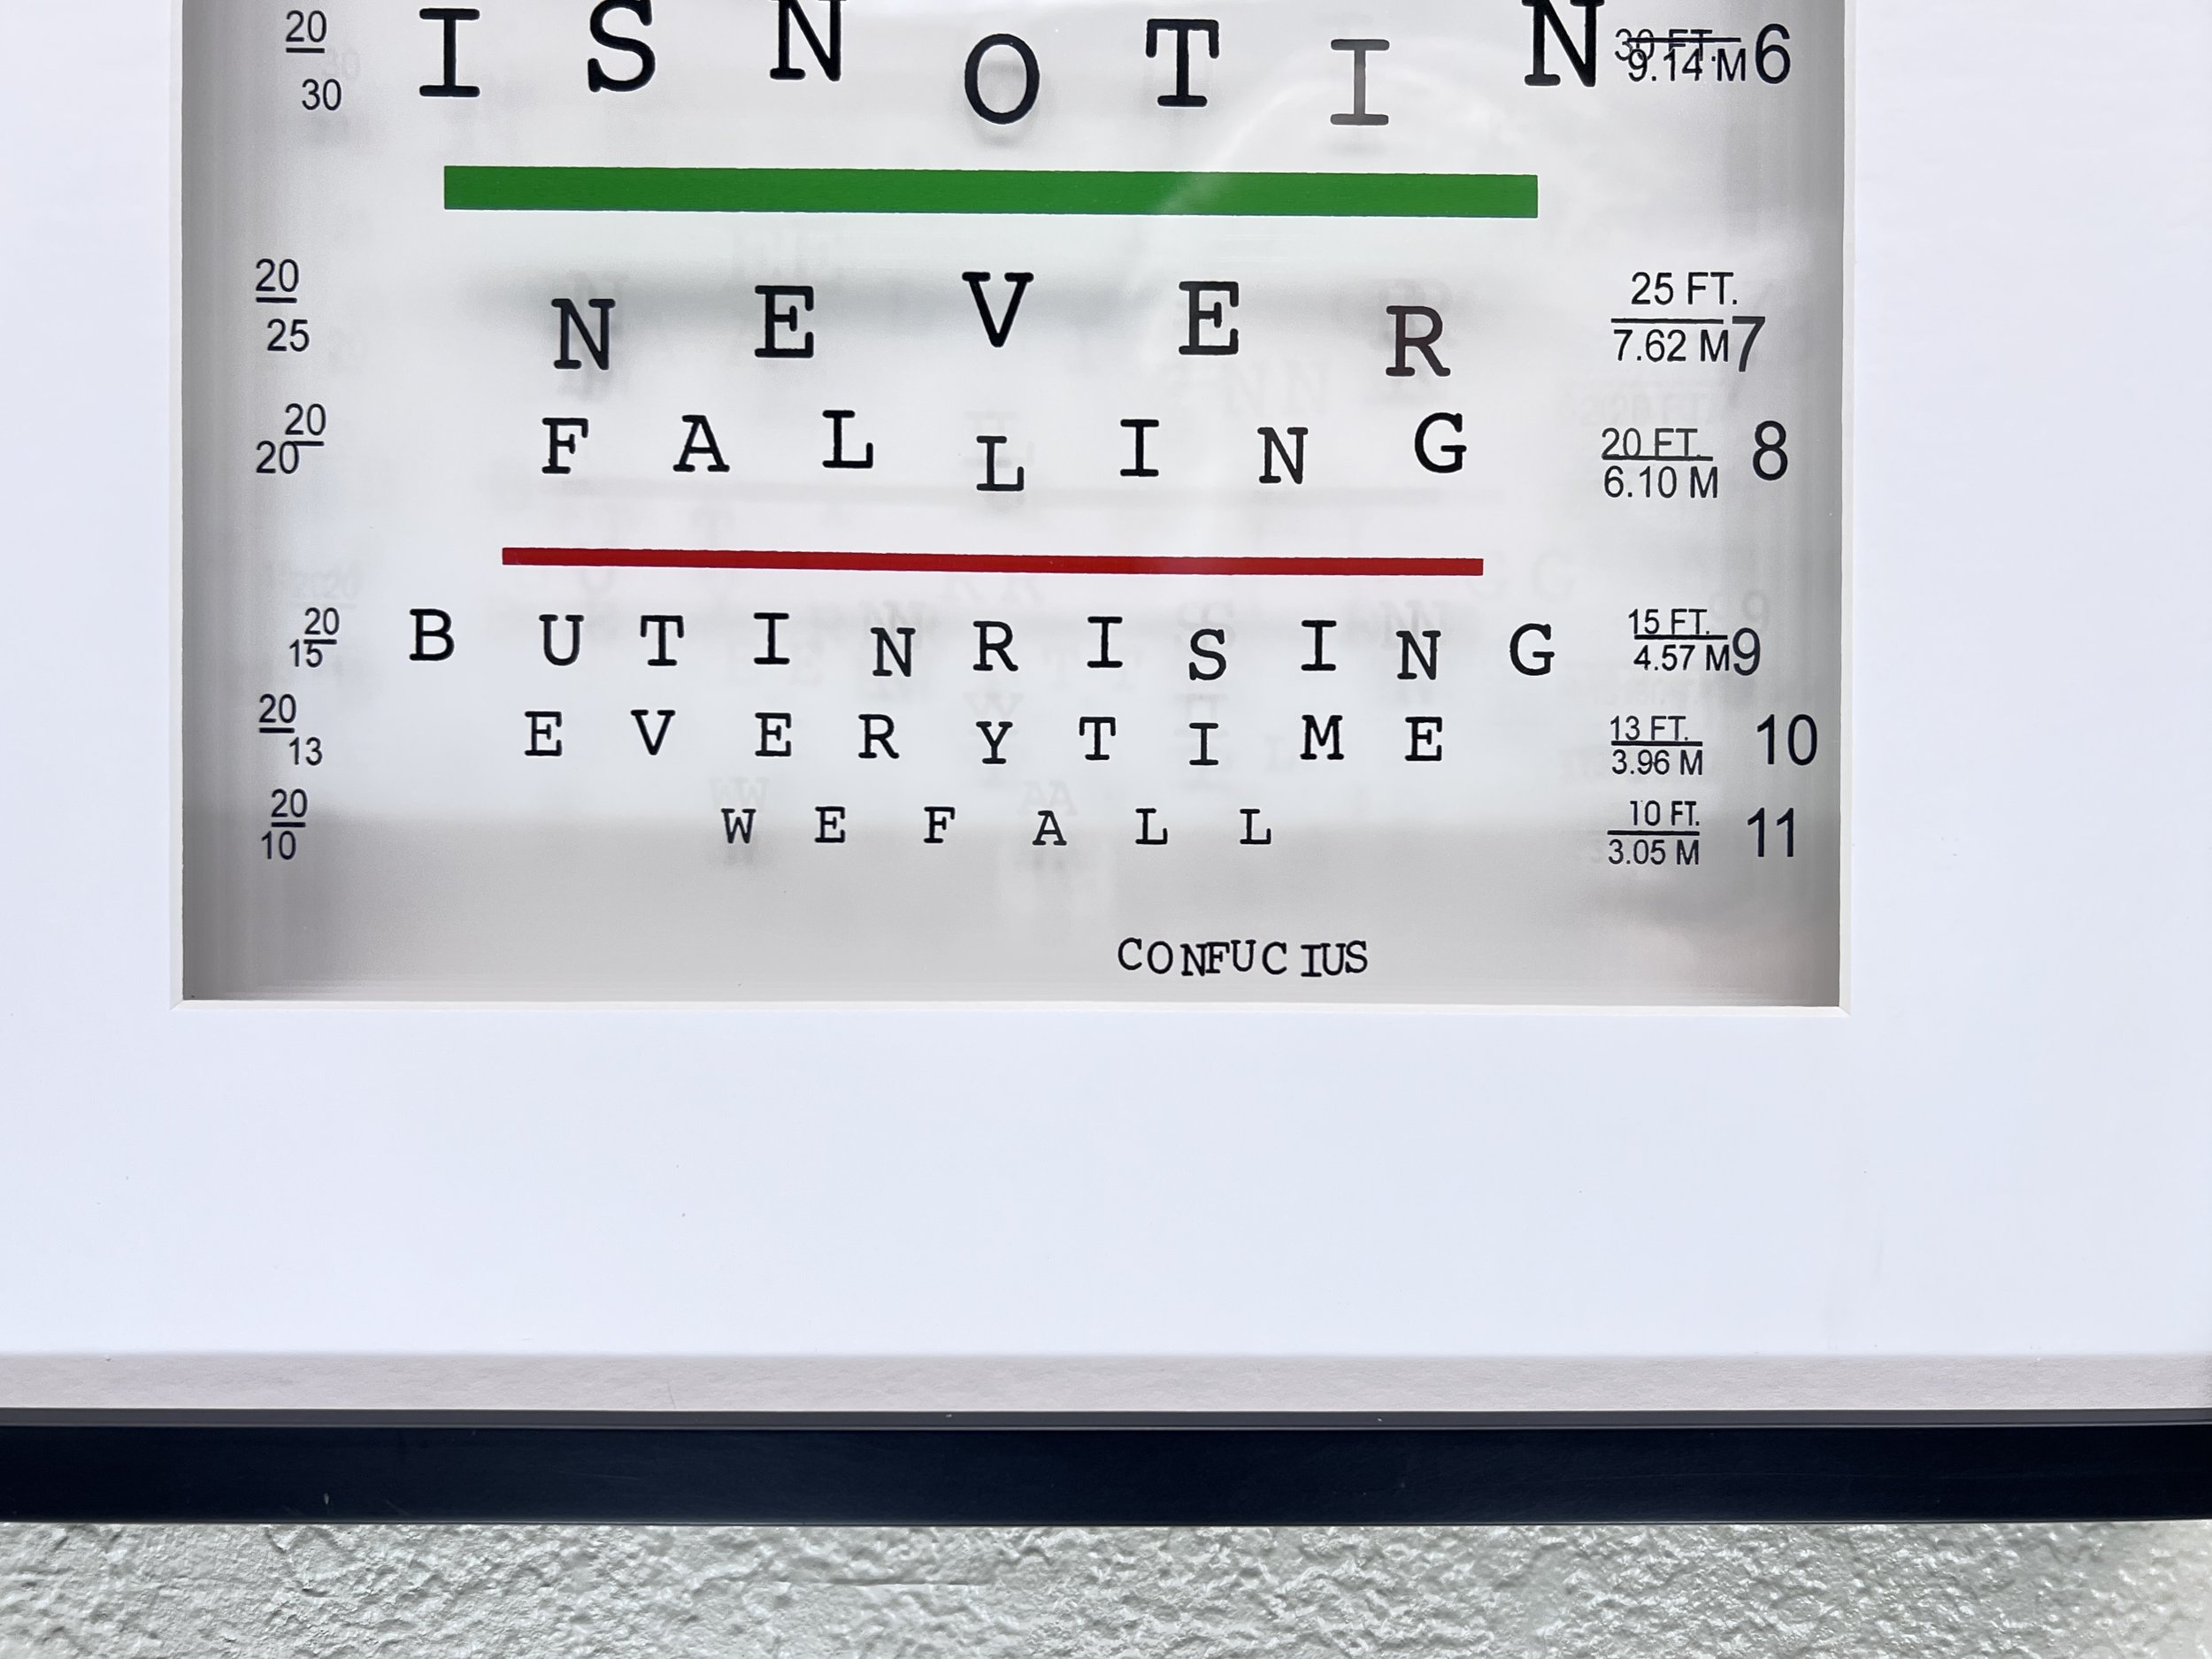 20/30 I S N O T I N 30 FT. 9.14 M 6
20/25 N E V E R 25 FT. 7.62 M 7
20/20 F A L L I N G 20 FT. 6.10 M 8
20/15 B U T I N R I S I N G 15 FT. 4.57 M 9
20/13 E V E R Y T I M E 13 FT. 3.96 M 10
20/10 W E F A L L 10 FT. 3.05 M 11
CONFUCIUS